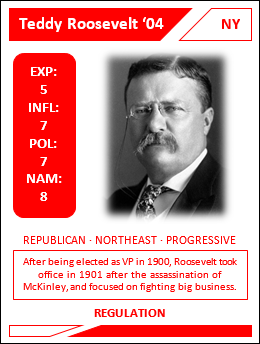 Teddy Roosevelt ‘04
NY
EXP:
5
INFL:
7
POL:
7
NAM:
8
REPUBLICAN · NORTHEAST · PROGRESSIVE
After being elected as VP in 1900, Roosevelt took
office in 1901 after the assassination of
McKinley, and focused on fighting big business.
REGULATION